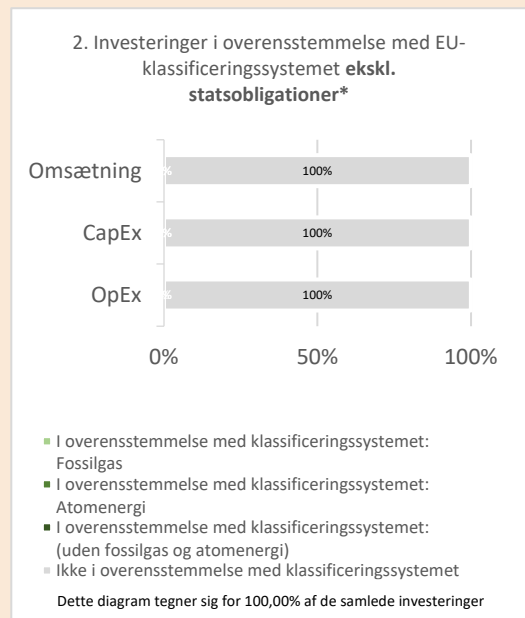 2. Investeringer i overensstemmelse med EU-
klassificeringssystemet ekskl.
statsobligationer*
Omsætning
% 100%
CapEx
% 100%
OpEx
% 100%
0% 50% 100%
I overensstemmelse med klassificeringssystemet:
Fossilgas
I overensstemmelse med klassificeringssystemet:
Atomenergi
I overensstemmelse med klassificeringssystemet:
(uden fossilgas og atomenergi)
Ikke i overensstemmelse med klassificeringssystemet
Dette diagram tegner sig for 100,00% af de samlede investeringer